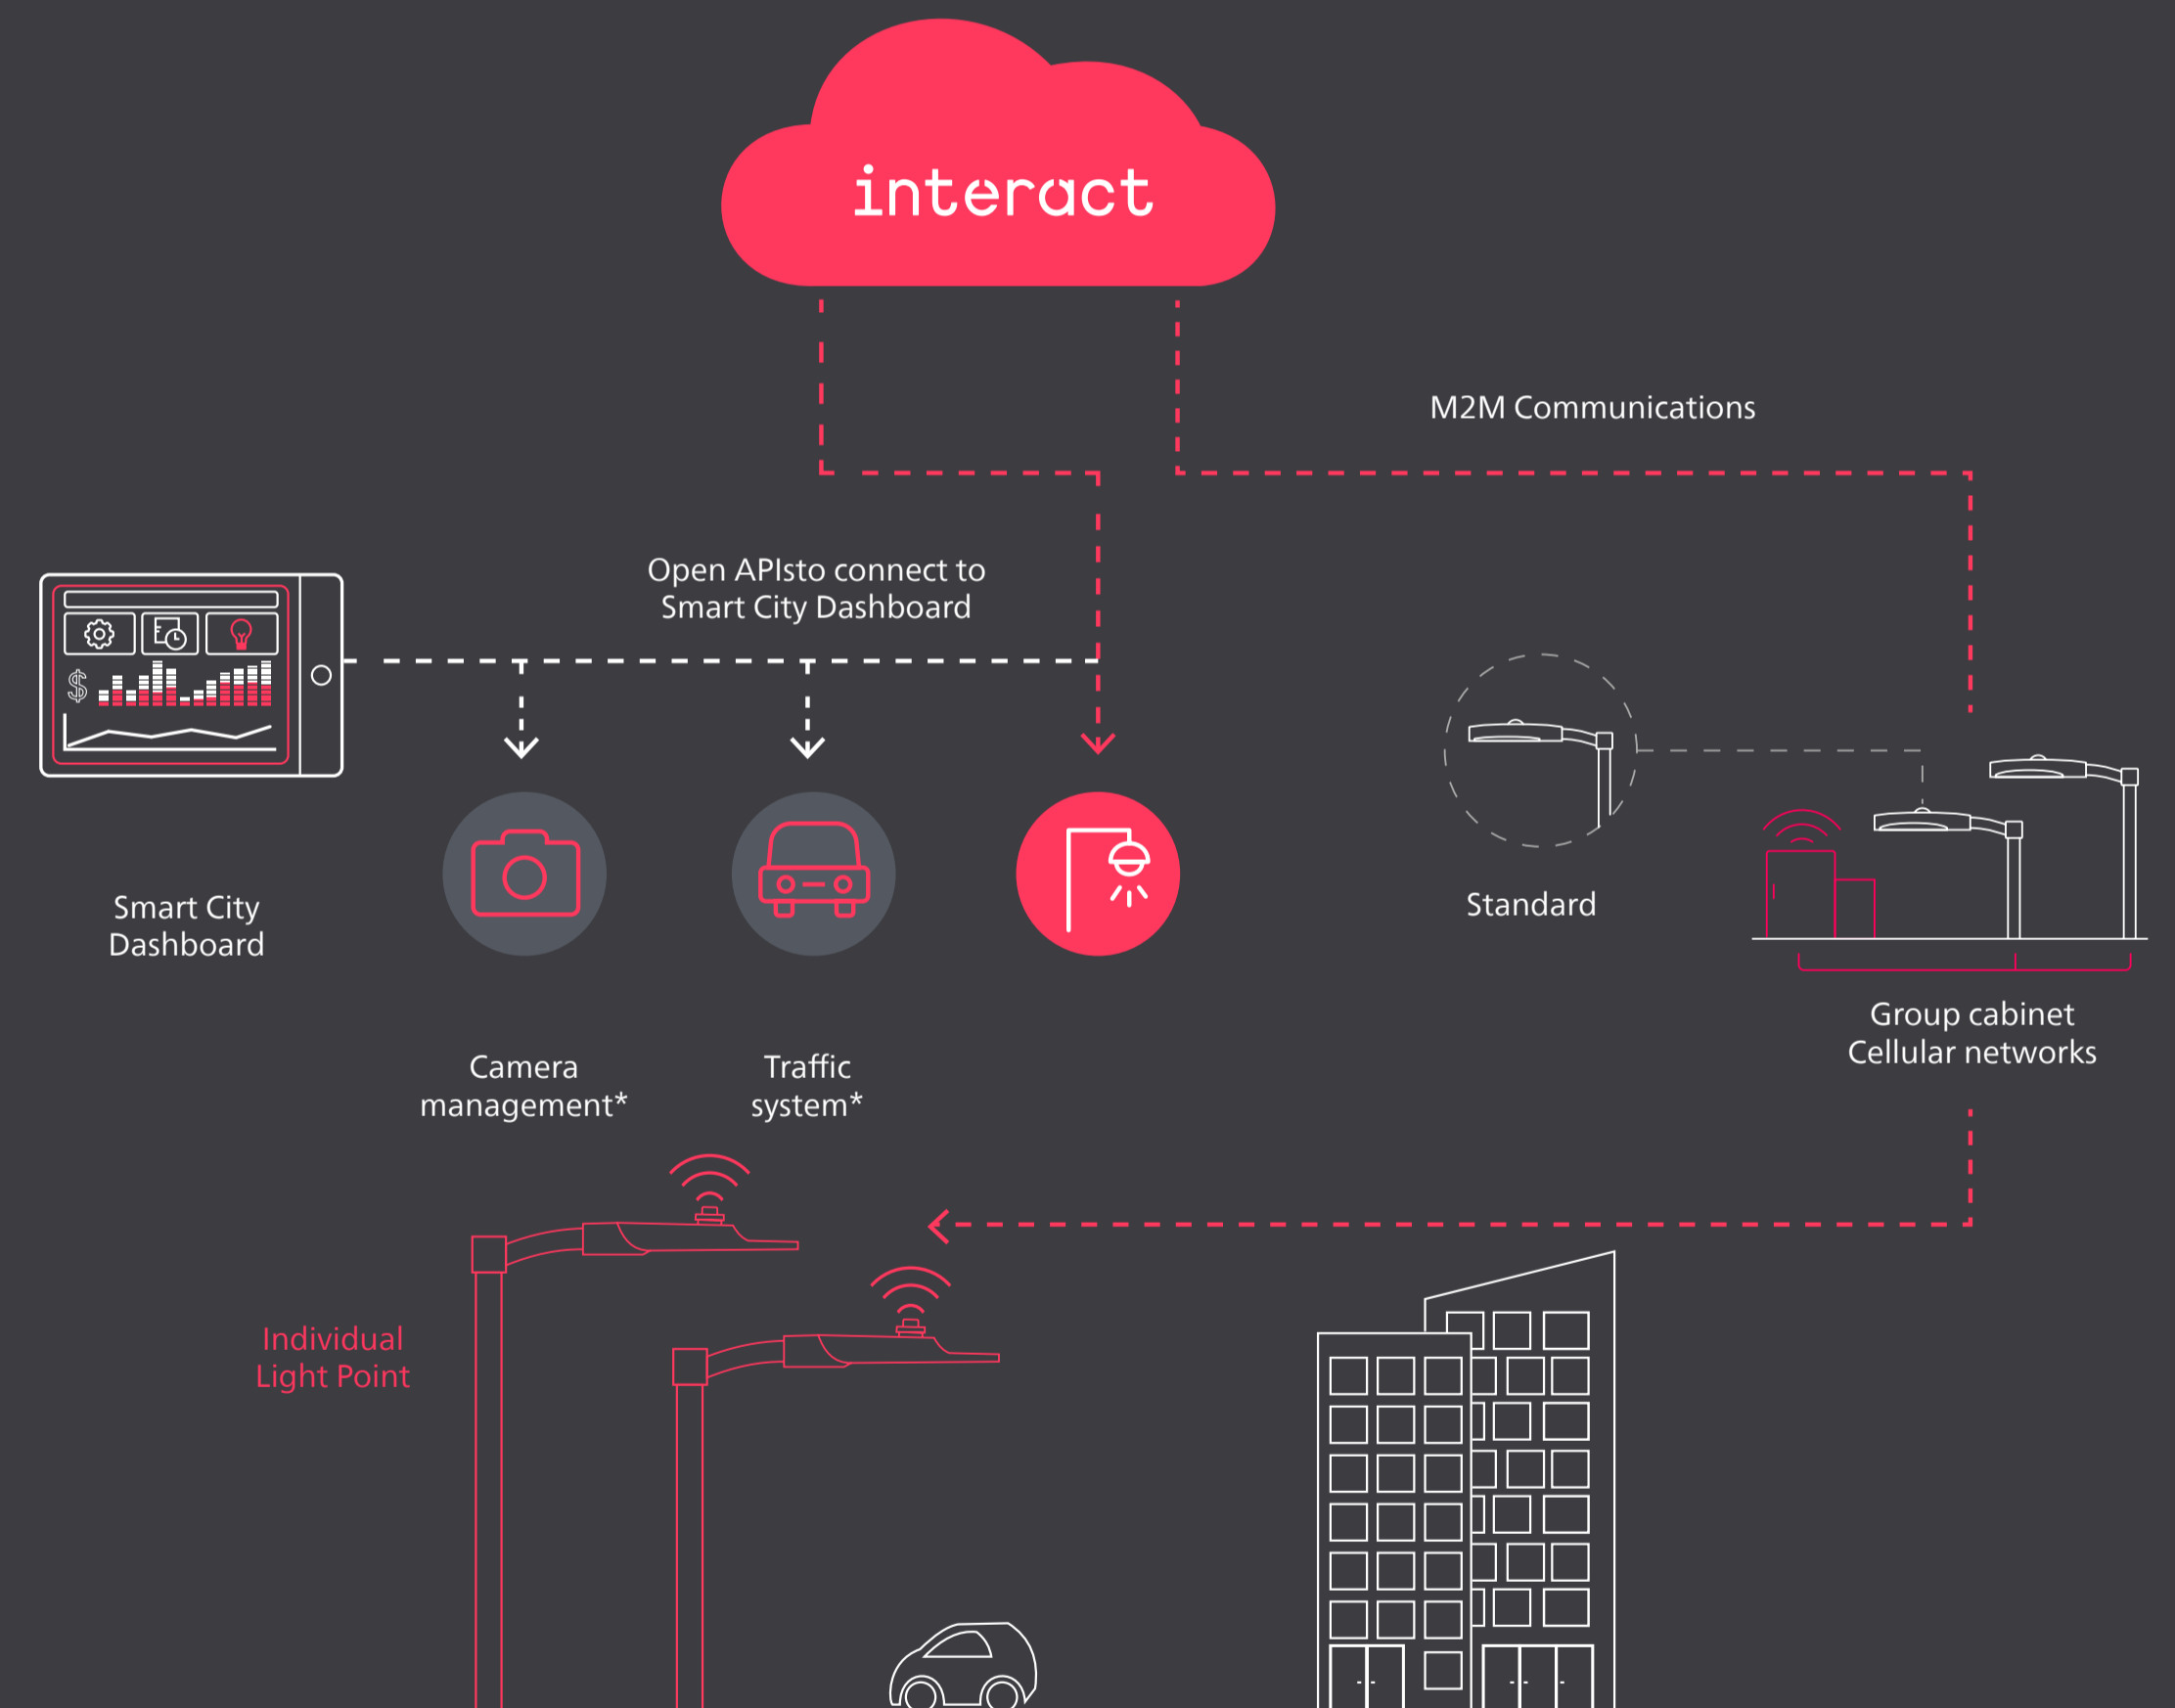 interact
M2M Communications
Open APIsto connect to
Smart City Dashboard
$
Smart City
Dashboard
Standard
Group cabinet
Cellular networks
Camera
management*
Traffic
system*
Individual
Light Point